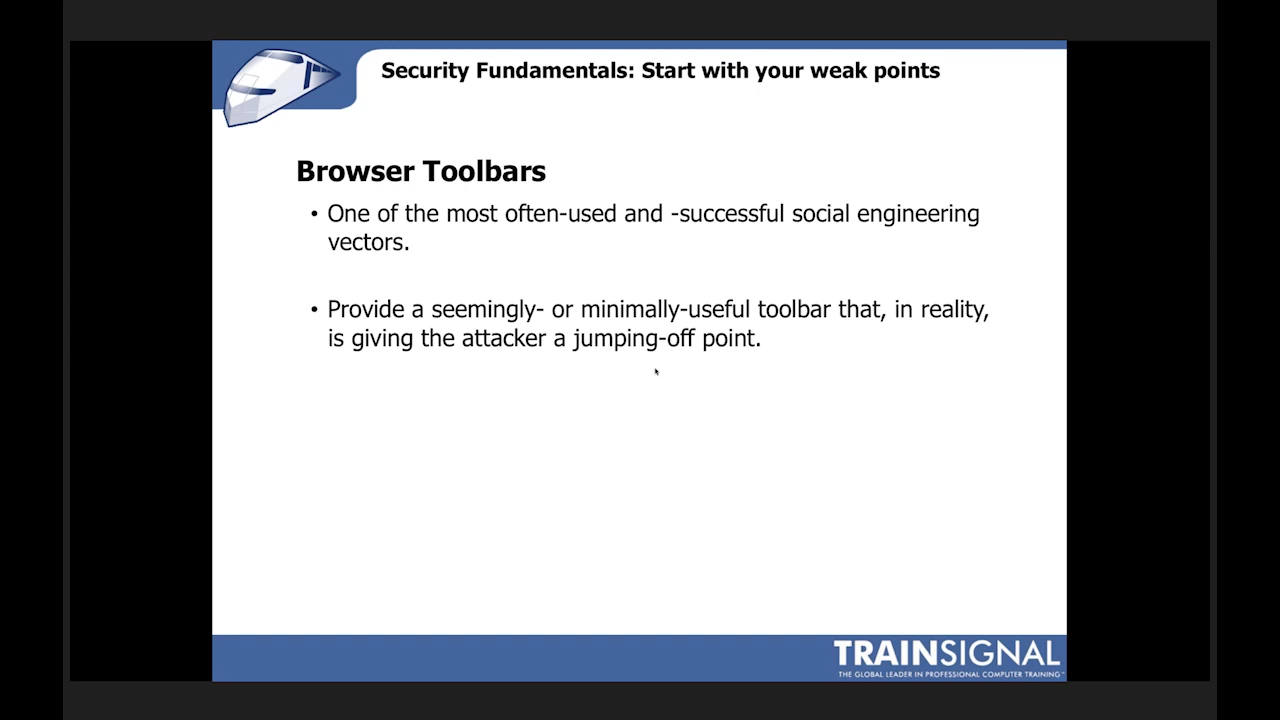 Security Fundamentals: Start with your weak points
Browser Toolbars
• One of the most often-used and -successful social engineering
vectors.
• Provide a seemingly- or minimally-useful toolbar that, in reality,
is giving the attacker a jumping-off point.
TRAINSIGNAL
THE GLOBAL LEADER IN PROFESSIONAL COMPUTER TRAINING